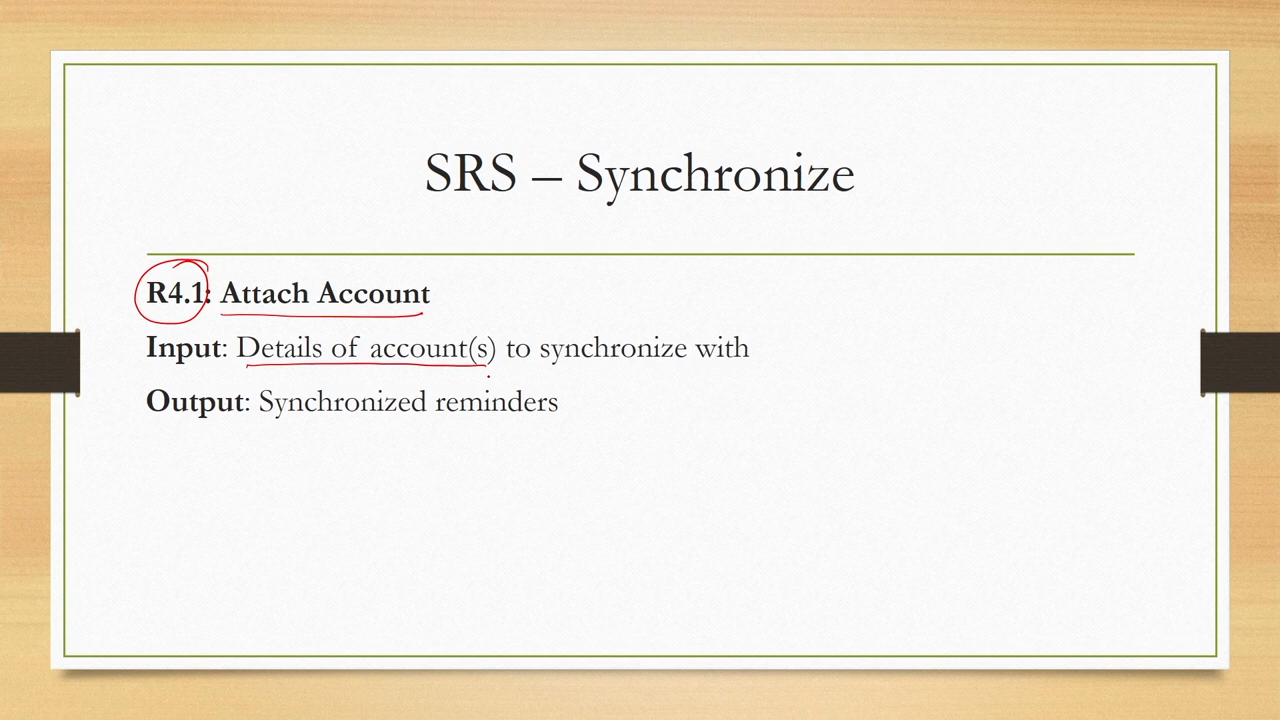 SRS – Synchronize
R4.1: Attach Account
Input: Details of account(s) to synchronize with
Output: Synchronized reminders